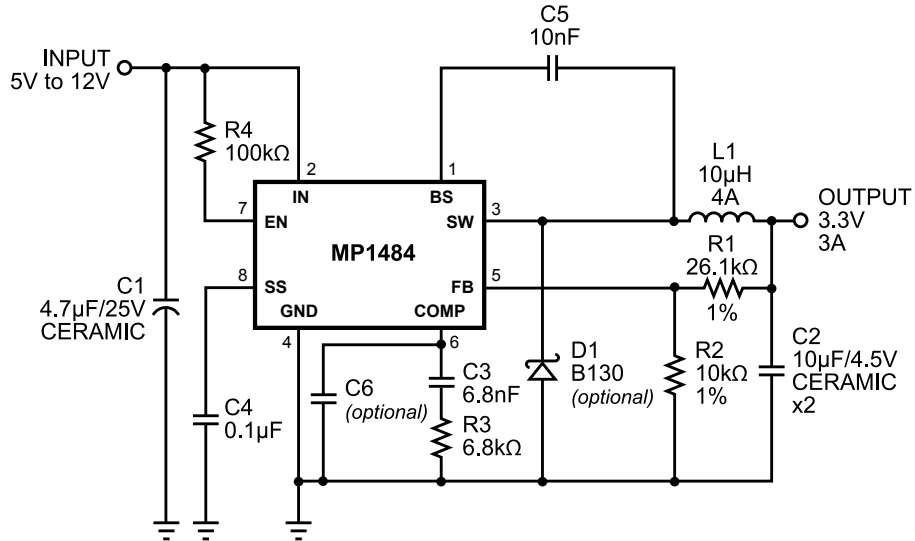 C5
10nF
INPUT
5V to 12V
R4
100kΩ
2
1
L1
10µH
4A
IN
BS
OUTPUT
3.3V
3A
7
EN
SW
3
MP1484
R1
26.1kΩ
1%
8
SS
FB
5
C1
4.7µF/25V
CERAMIC
GND
COMP
4
6
C4
0.1µF
C6
(optional)
C3
6.8nF
R3
6.8kΩ
D1
B130
(optional)
R2
10kΩ
1%
C2
10µF/4.5V
CERAMIC
x2